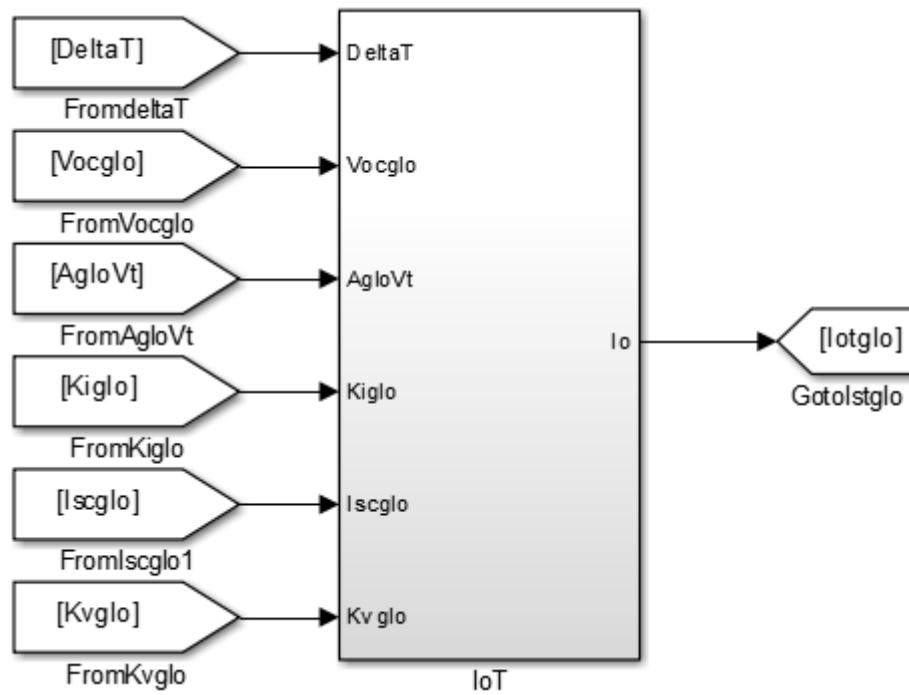 [DeltaT]
DeltaT
FromdeltaT
[Vocglo]
Vocglo
FromVocglo
[AgloVt]
AgloVt
FromAgloVt
Io
[Iotglo]
GotoIstglo
[Kiglo]
Kiglo
FromKiglo
[Iscglo]
Iscglo
FromIscglo1
[Kvglo]
Kv glo
FromKvglo
IoT